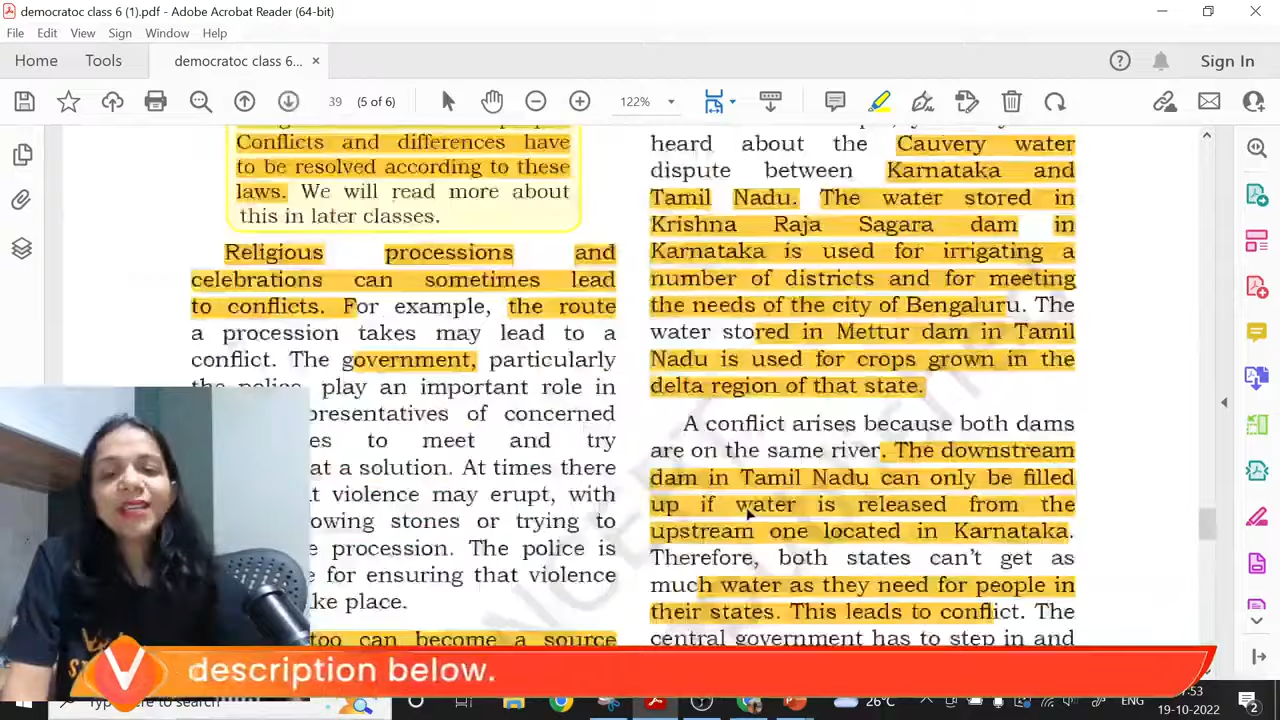 democratoc class 6 (1).pdf - Adobe Acrobat Reader (64-bit)
File Edit View Sign Window Help
Home Tools democratoc class 6... × Sign In
39 (5 of 6) 122%
Conflicts and differences have
to be resolved according to these
laws. We will read more about
this in later classes.
Religious processions and
celebrations can sometimes lead
to conflicts. For example, the route
a procession takes may lead to a
conflict. The government, particularly
the police, play an important role in
presentatives of concerned
es to meet and try
at a solution. At times there
t violence may erupt, with
owing stones or trying to
e procession. The police is
e for ensuring that violence
ke place.
too can become a source
heard about the Cauvery water
dispute between Karnataka and
Tamil Nadu. The water stored in
Krishna Raja Sagara dam in
Karnataka is used for irrigating a
number of districts and for meeting
the needs of the city of Bengaluru. The
water stored in Mettur dam in Tamil
Nadu is used for crops grown in the
delta region of that state.
A conflict arises because both dams
are on the same river. The downstream
dam in Tamil Nadu can only be filled
up if water is released from the
upstream one located in Karnataka.
Therefore, both states can't get as
much water as they need for people in
their states. This leads to conflict. The
central government has to step in and
description below.
Type here to search
26°C ENG
:53
19-10-2022
2